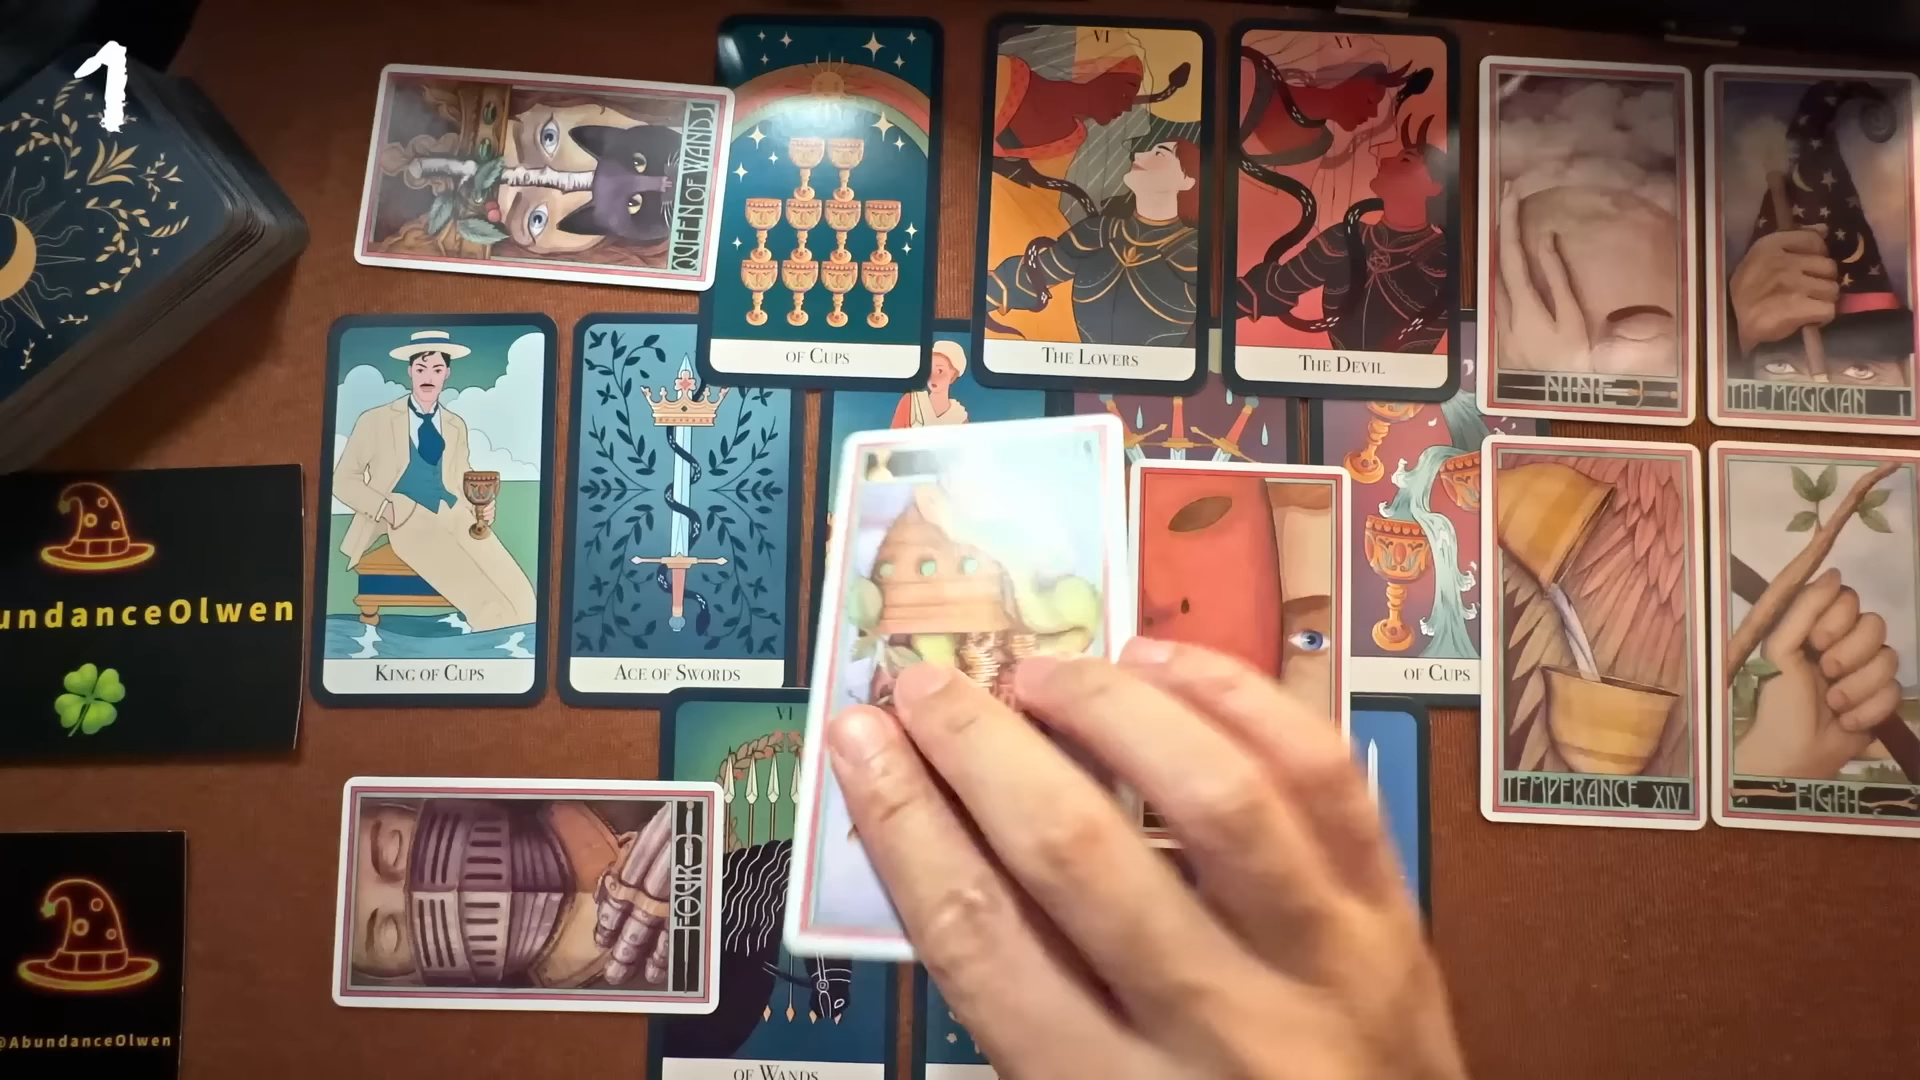 1
QUEEN OF WANDS
OF CUPS
VI
THE LOVERS
XV
THE DEVIL
NINE
THE MAGICIAN I
KING OF CUPS
ACE OF SWORDS
OF CUPS
TEMPERANCE XIV
EIGHT
undanceOlwen
@AbundanceOlwen
FOUR
VI
OF WANDS